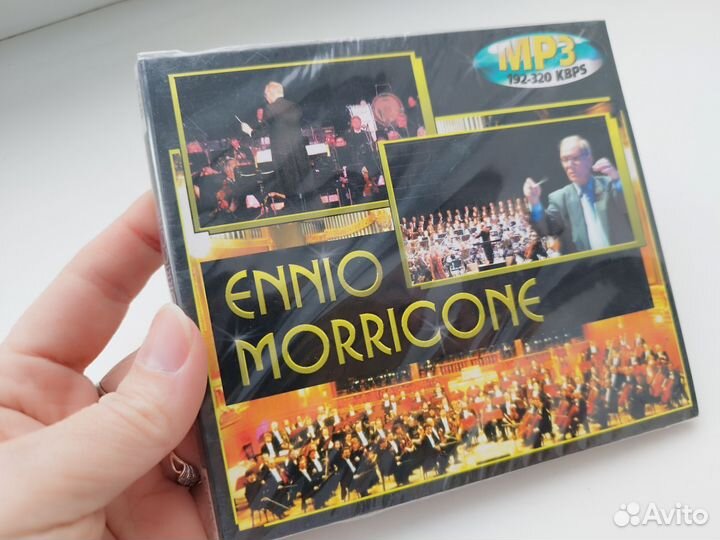 MP3
192-320 KBPS
ENNIO
MORRICONE
Avito